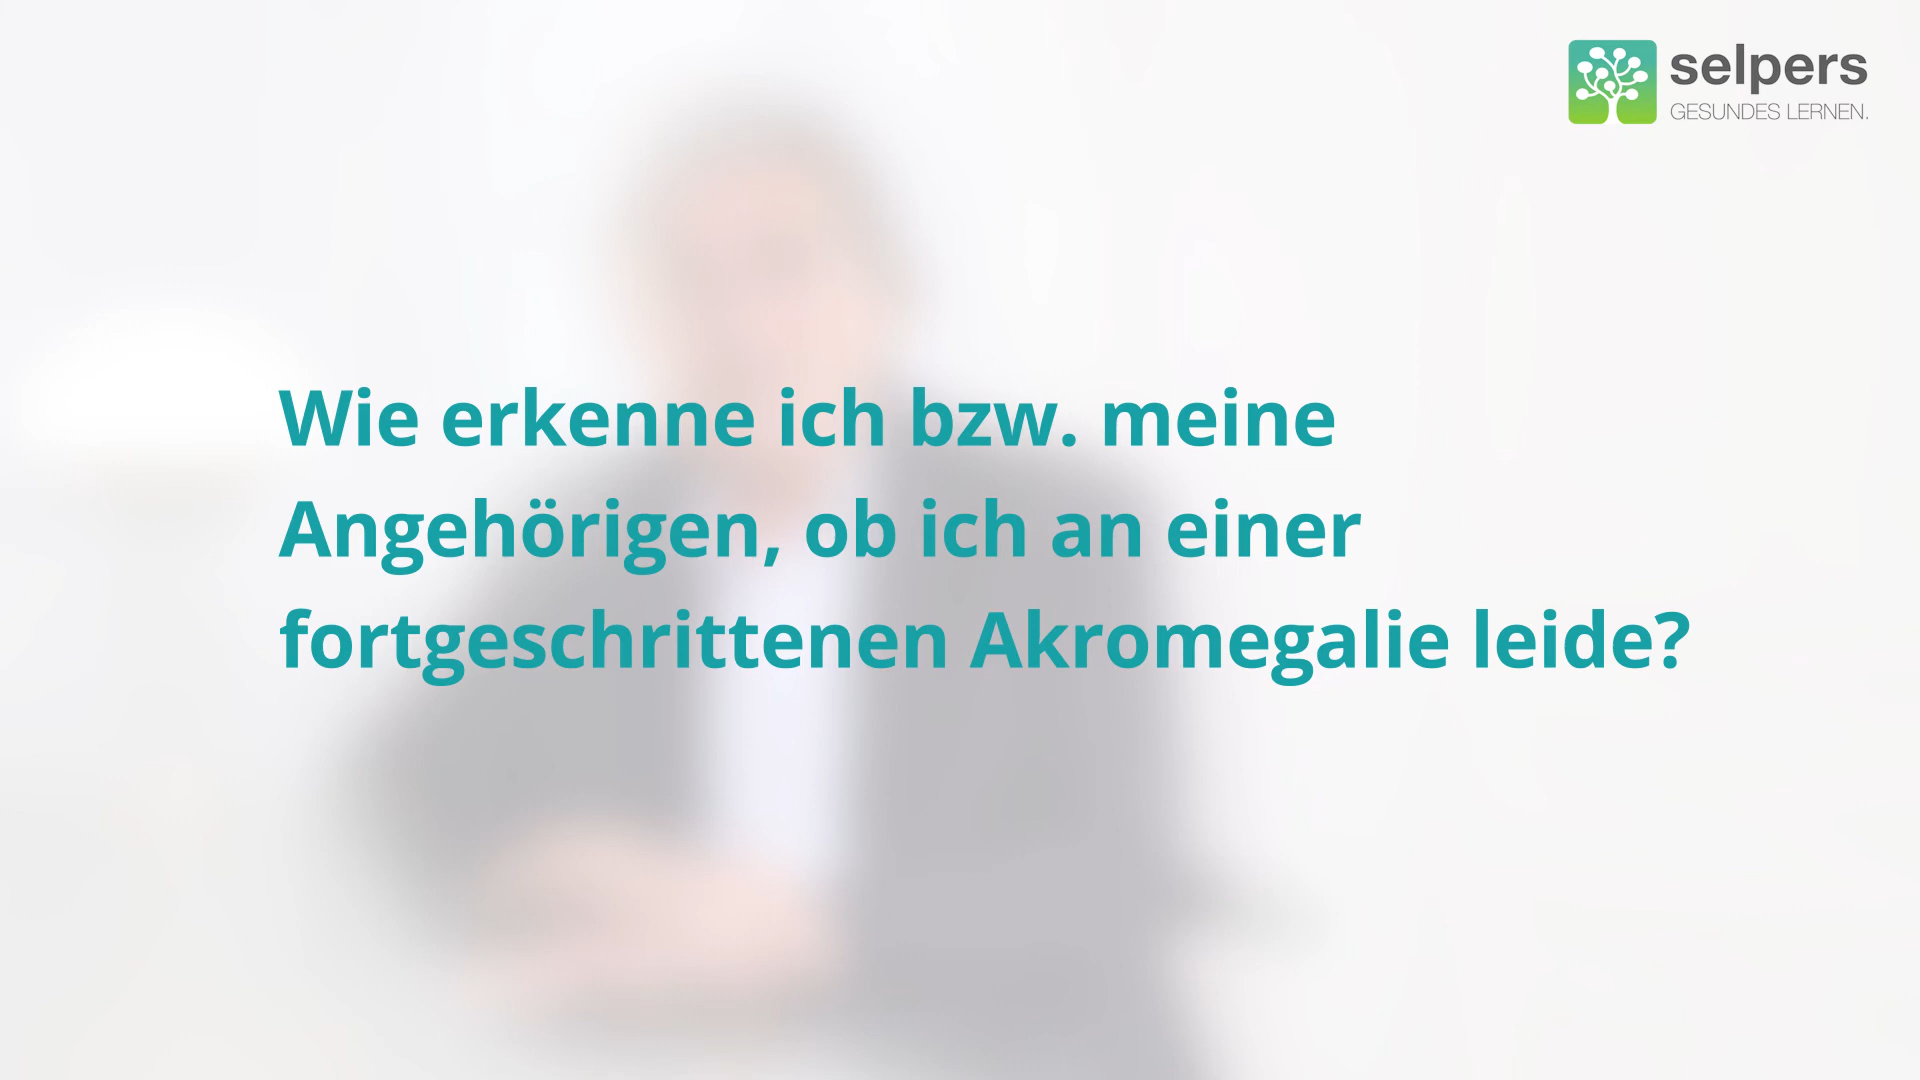 selpers
GESUNDES LERNEN.
Wie erkenne ich bzw. meine
Angehörigen, ob ich an einer
fortgeschrittenen Akromegalie leide?